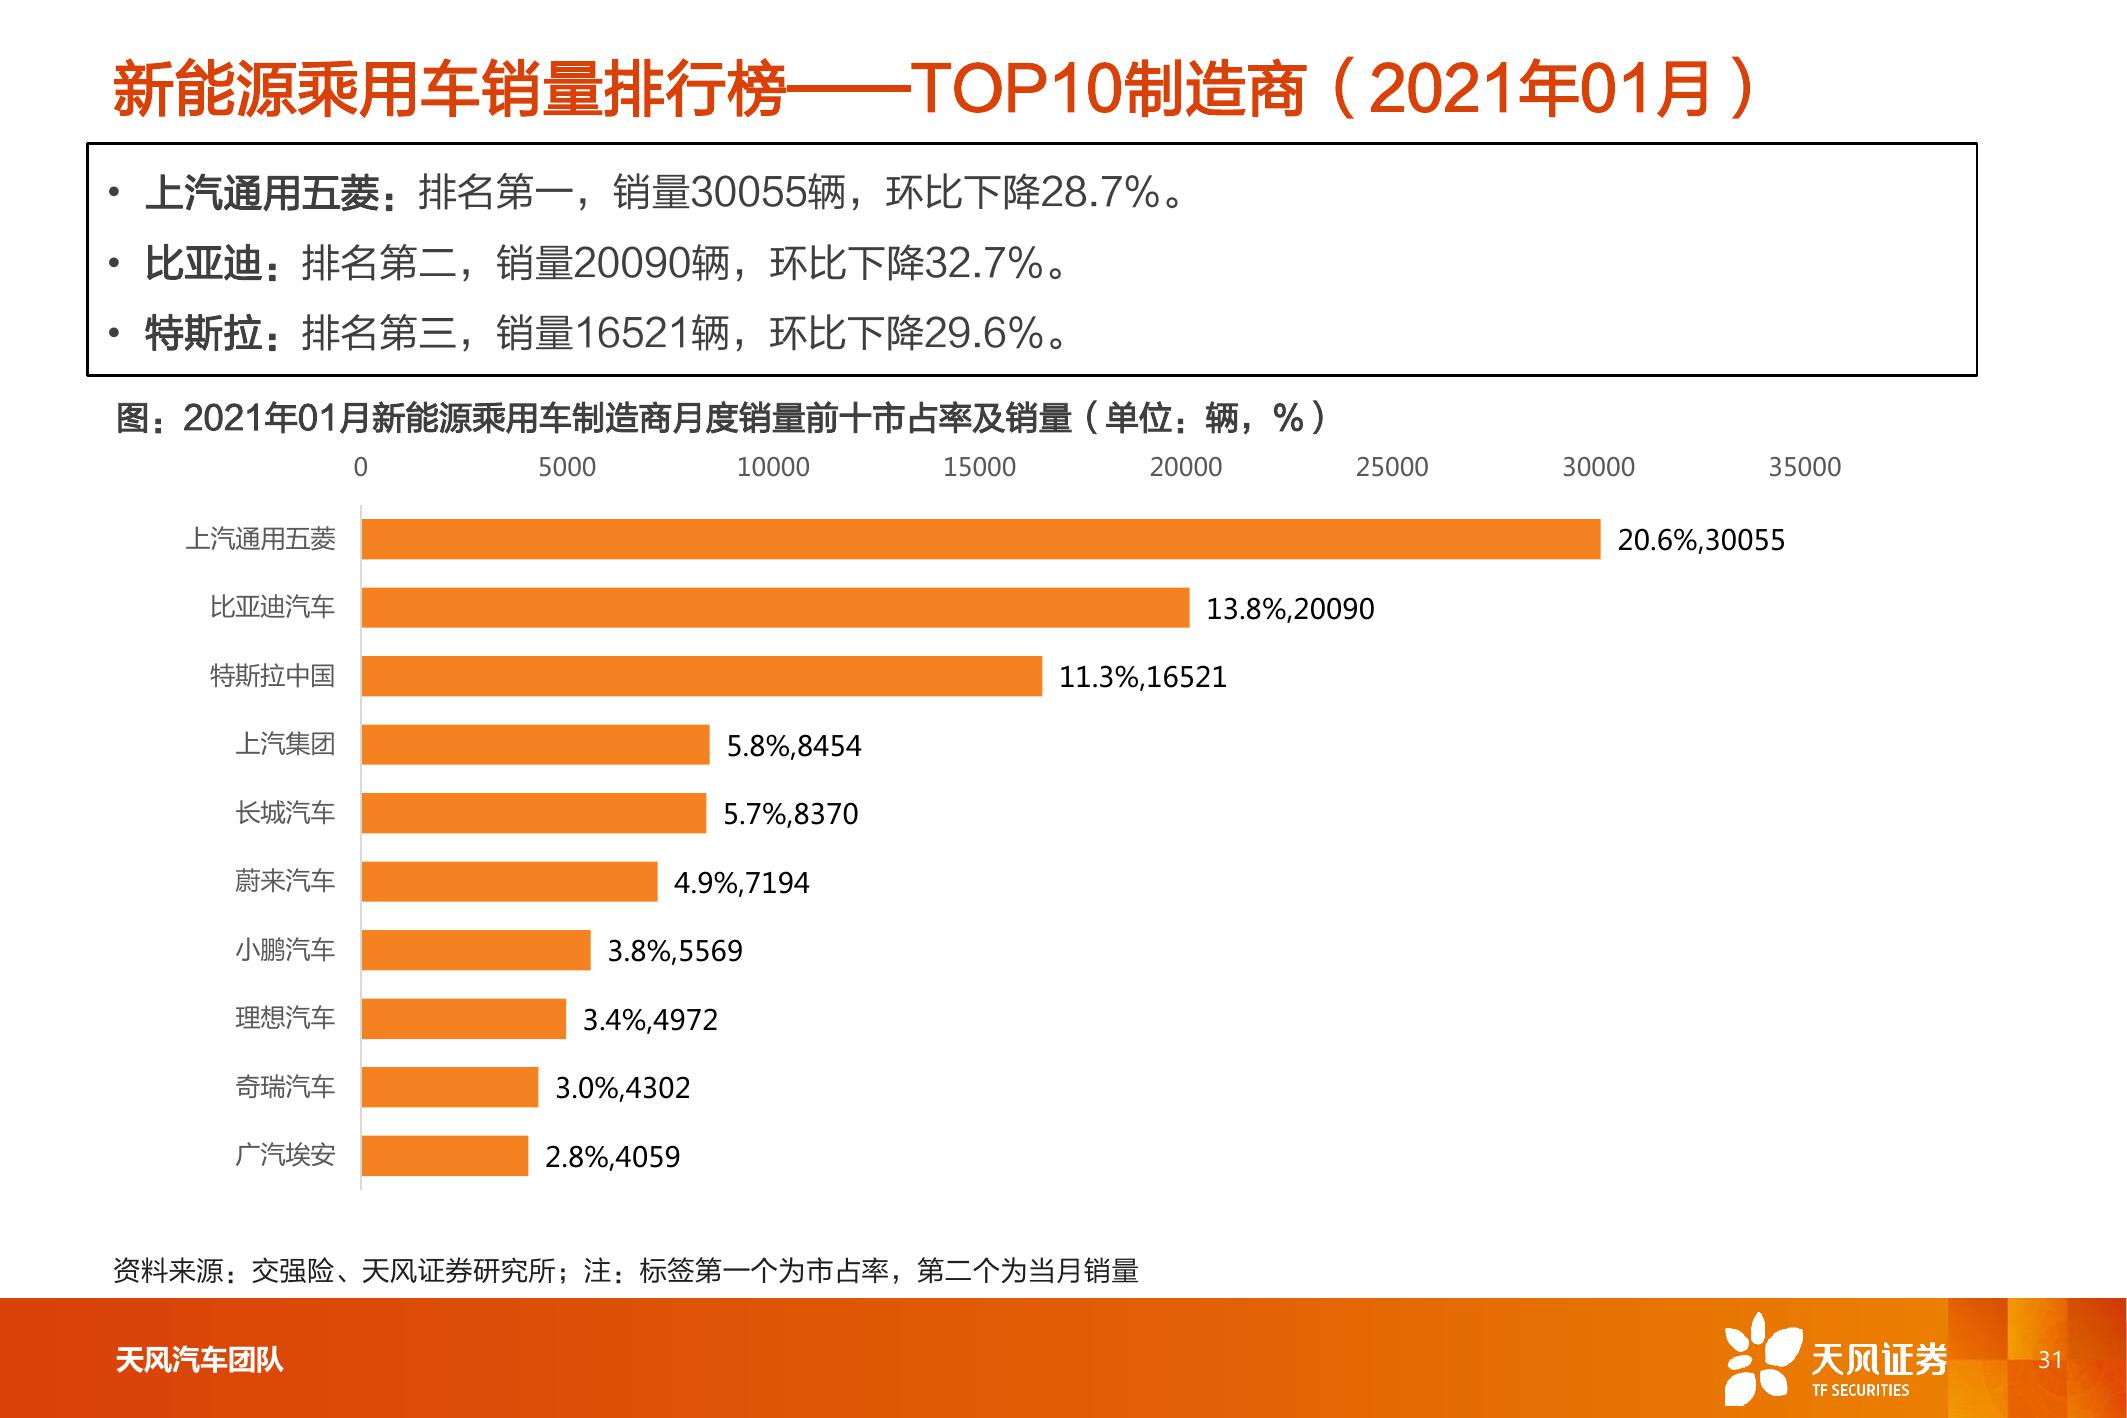 新能源乘用车销量排行榜——TOP10制造商（2021年01月）
• 上汽通用五菱：排名第一，销量30055辆，环比下降28.7%。
• 比亚迪：排名第二，销量20090辆，环比下降32.7%。
• 特斯拉：排名第三，销量16521辆，环比下降29.6%。
图：2021年01月新能源乘用车制造商月度销量前十市占率及销量（单位：辆，%）
0 5000 10000 15000 20000 25000 30000 35000
上汽通用五菱 20.6%,30055
比亚迪汽车 13.8%,20090
特斯拉中国 11.3%,16521
上汽集团 5.8%,8454
长城汽车 5.7%,8370
蔚来汽车 4.9%,7194
小鹏汽车 3.8%,5569
理想汽车 3.4%,4972
奇瑞汽车 3.0%,4302
广汽埃安 2.8%,4059
资料来源：交强险、天风证券研究所；注：标签第一个为市占率，第二个为当月销量
天风汽车团队
天风证券
TF SECURITIES
31